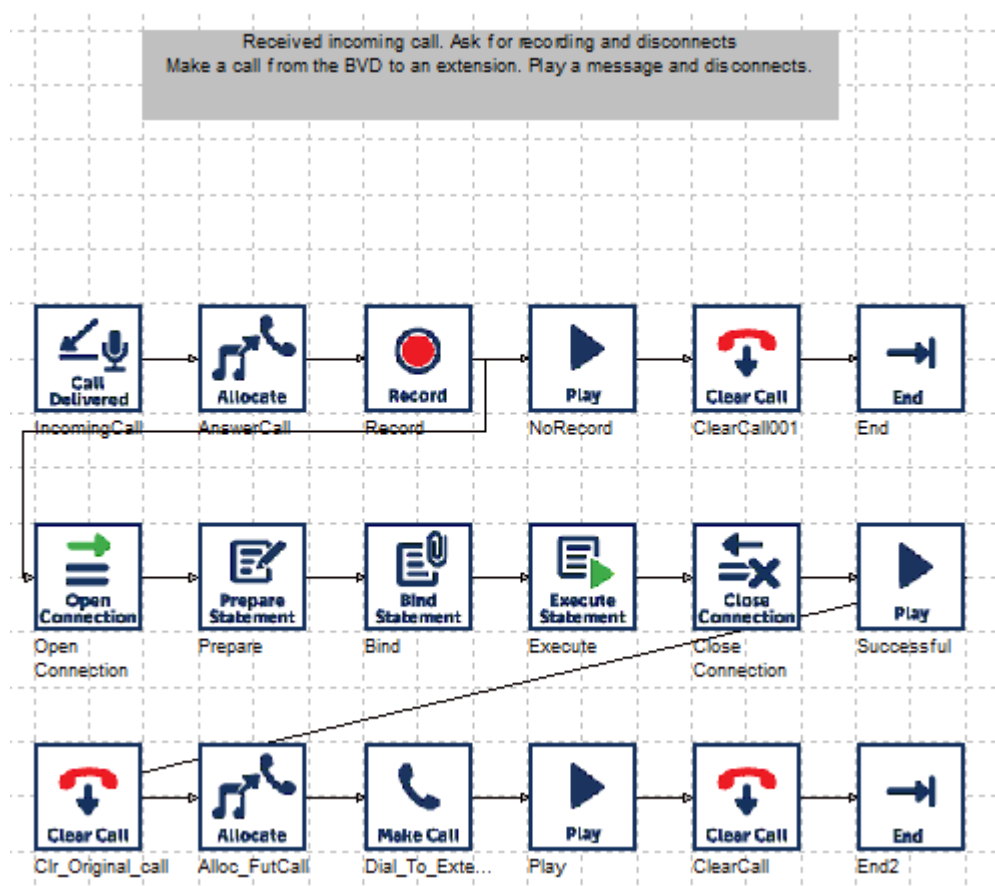 Received incoming call. Ask for recording and disconnects
Make a call from the BVD to an extension. Play a message and disconnects.
Call
Delivered
Allocate
Record
Play
Clear Call
End
IncomingCall
AnswerCall
Record
NoRecord
ClearCall001
End
Open
Connection
Prepare
Statement
Bind
Statement
Execute
Statement
Close
Connection
Play
Open
Connection
Prepare
Bind
Execute
Close
Connection
Successful
Clear Call
Allocate
Make Call
Play
Clear Call
End
Clr_Original_call
Alloc_FutCall
Dial_To_Exte...
Play
ClearCall
End2